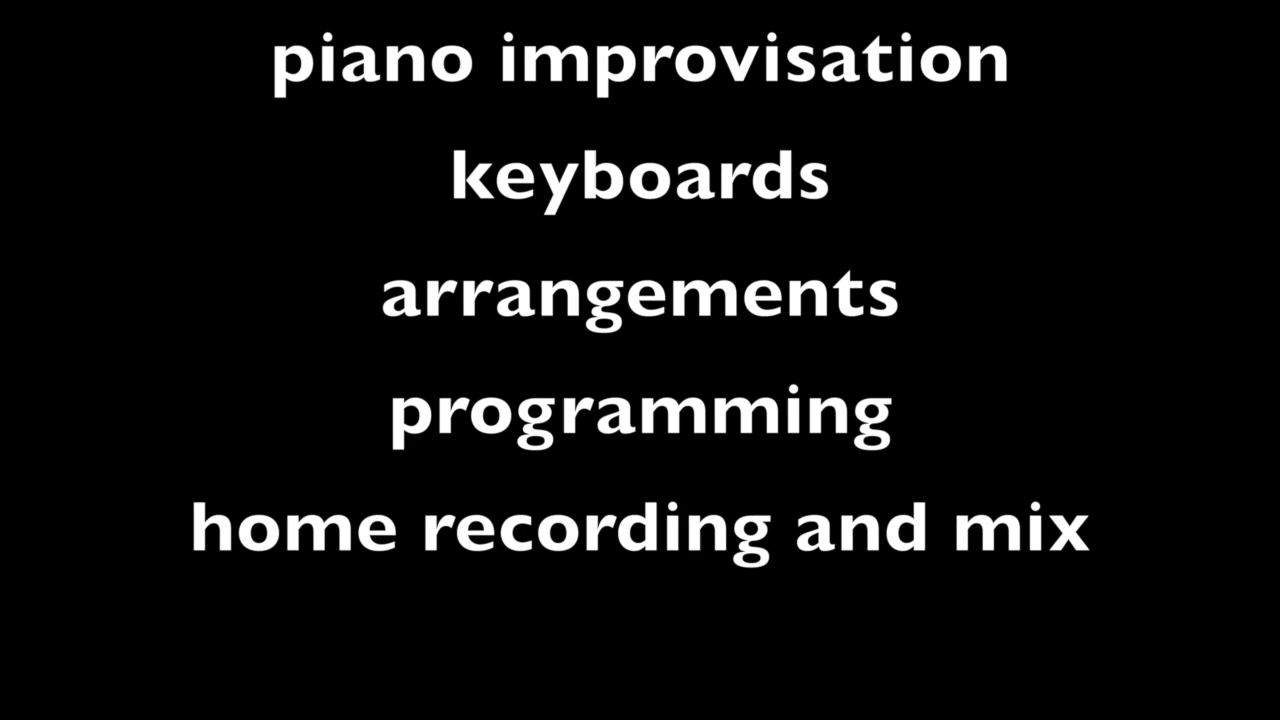 piano improvisation
keyboards
arrangements
programming
home recording and mix